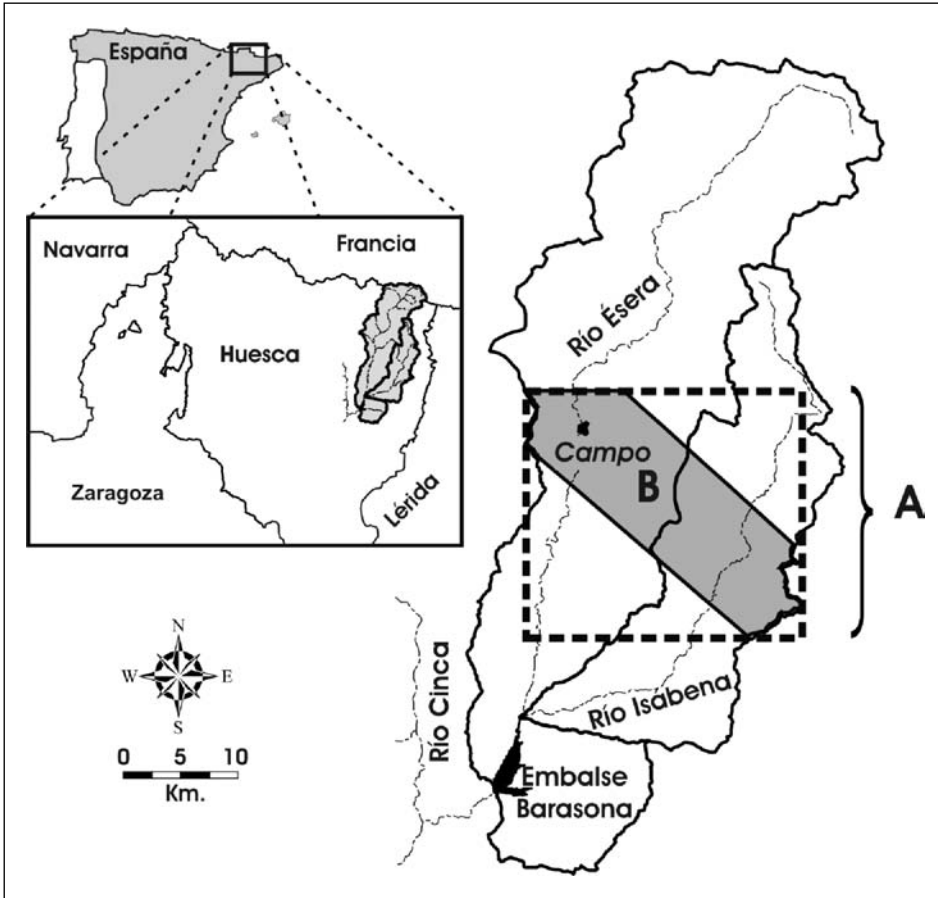 España
Navarra
Francia
Huesca
Zaragoza
Lérida
Río Ésera
Campo
B
A
N
W E
S
0 5 10
Km.
Río Cinca
Río Isabena
Embalse
Barasona